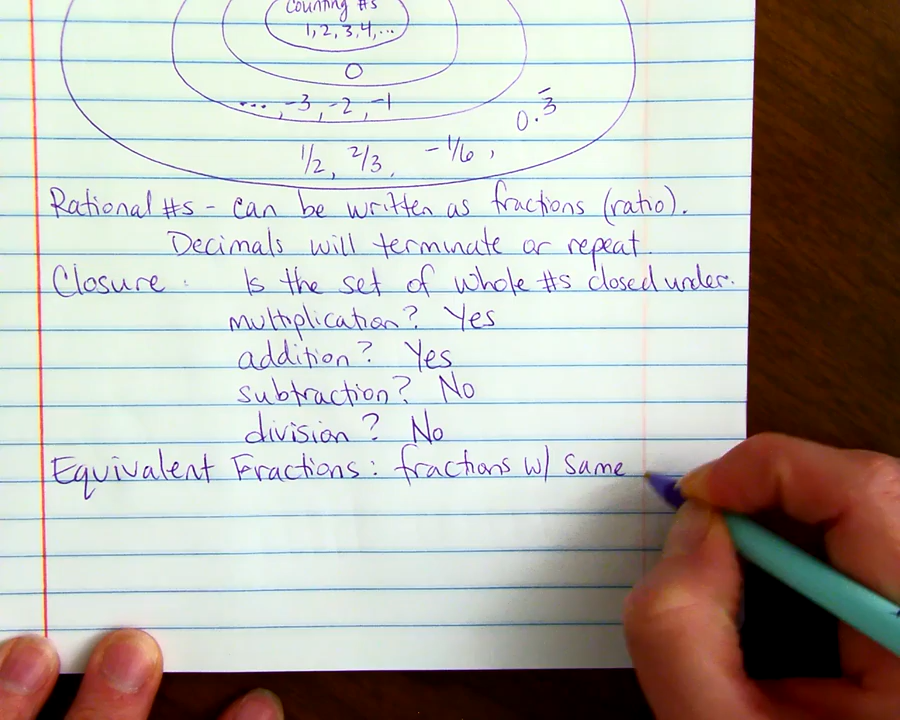 Counting #s
1, 2, 3, 4, ...
0
... -3, -2, -1
0.3̅
1/2, 2/3, -1/6,
Rational #s - can be written as fractions (ratio).
Decimals will terminate or repeat
Closure: Is the set of whole #s closed under.
multiplication? Yes
addition? Yes
subtraction? No
division? No
Equivalent Fractions: fractions w/ same